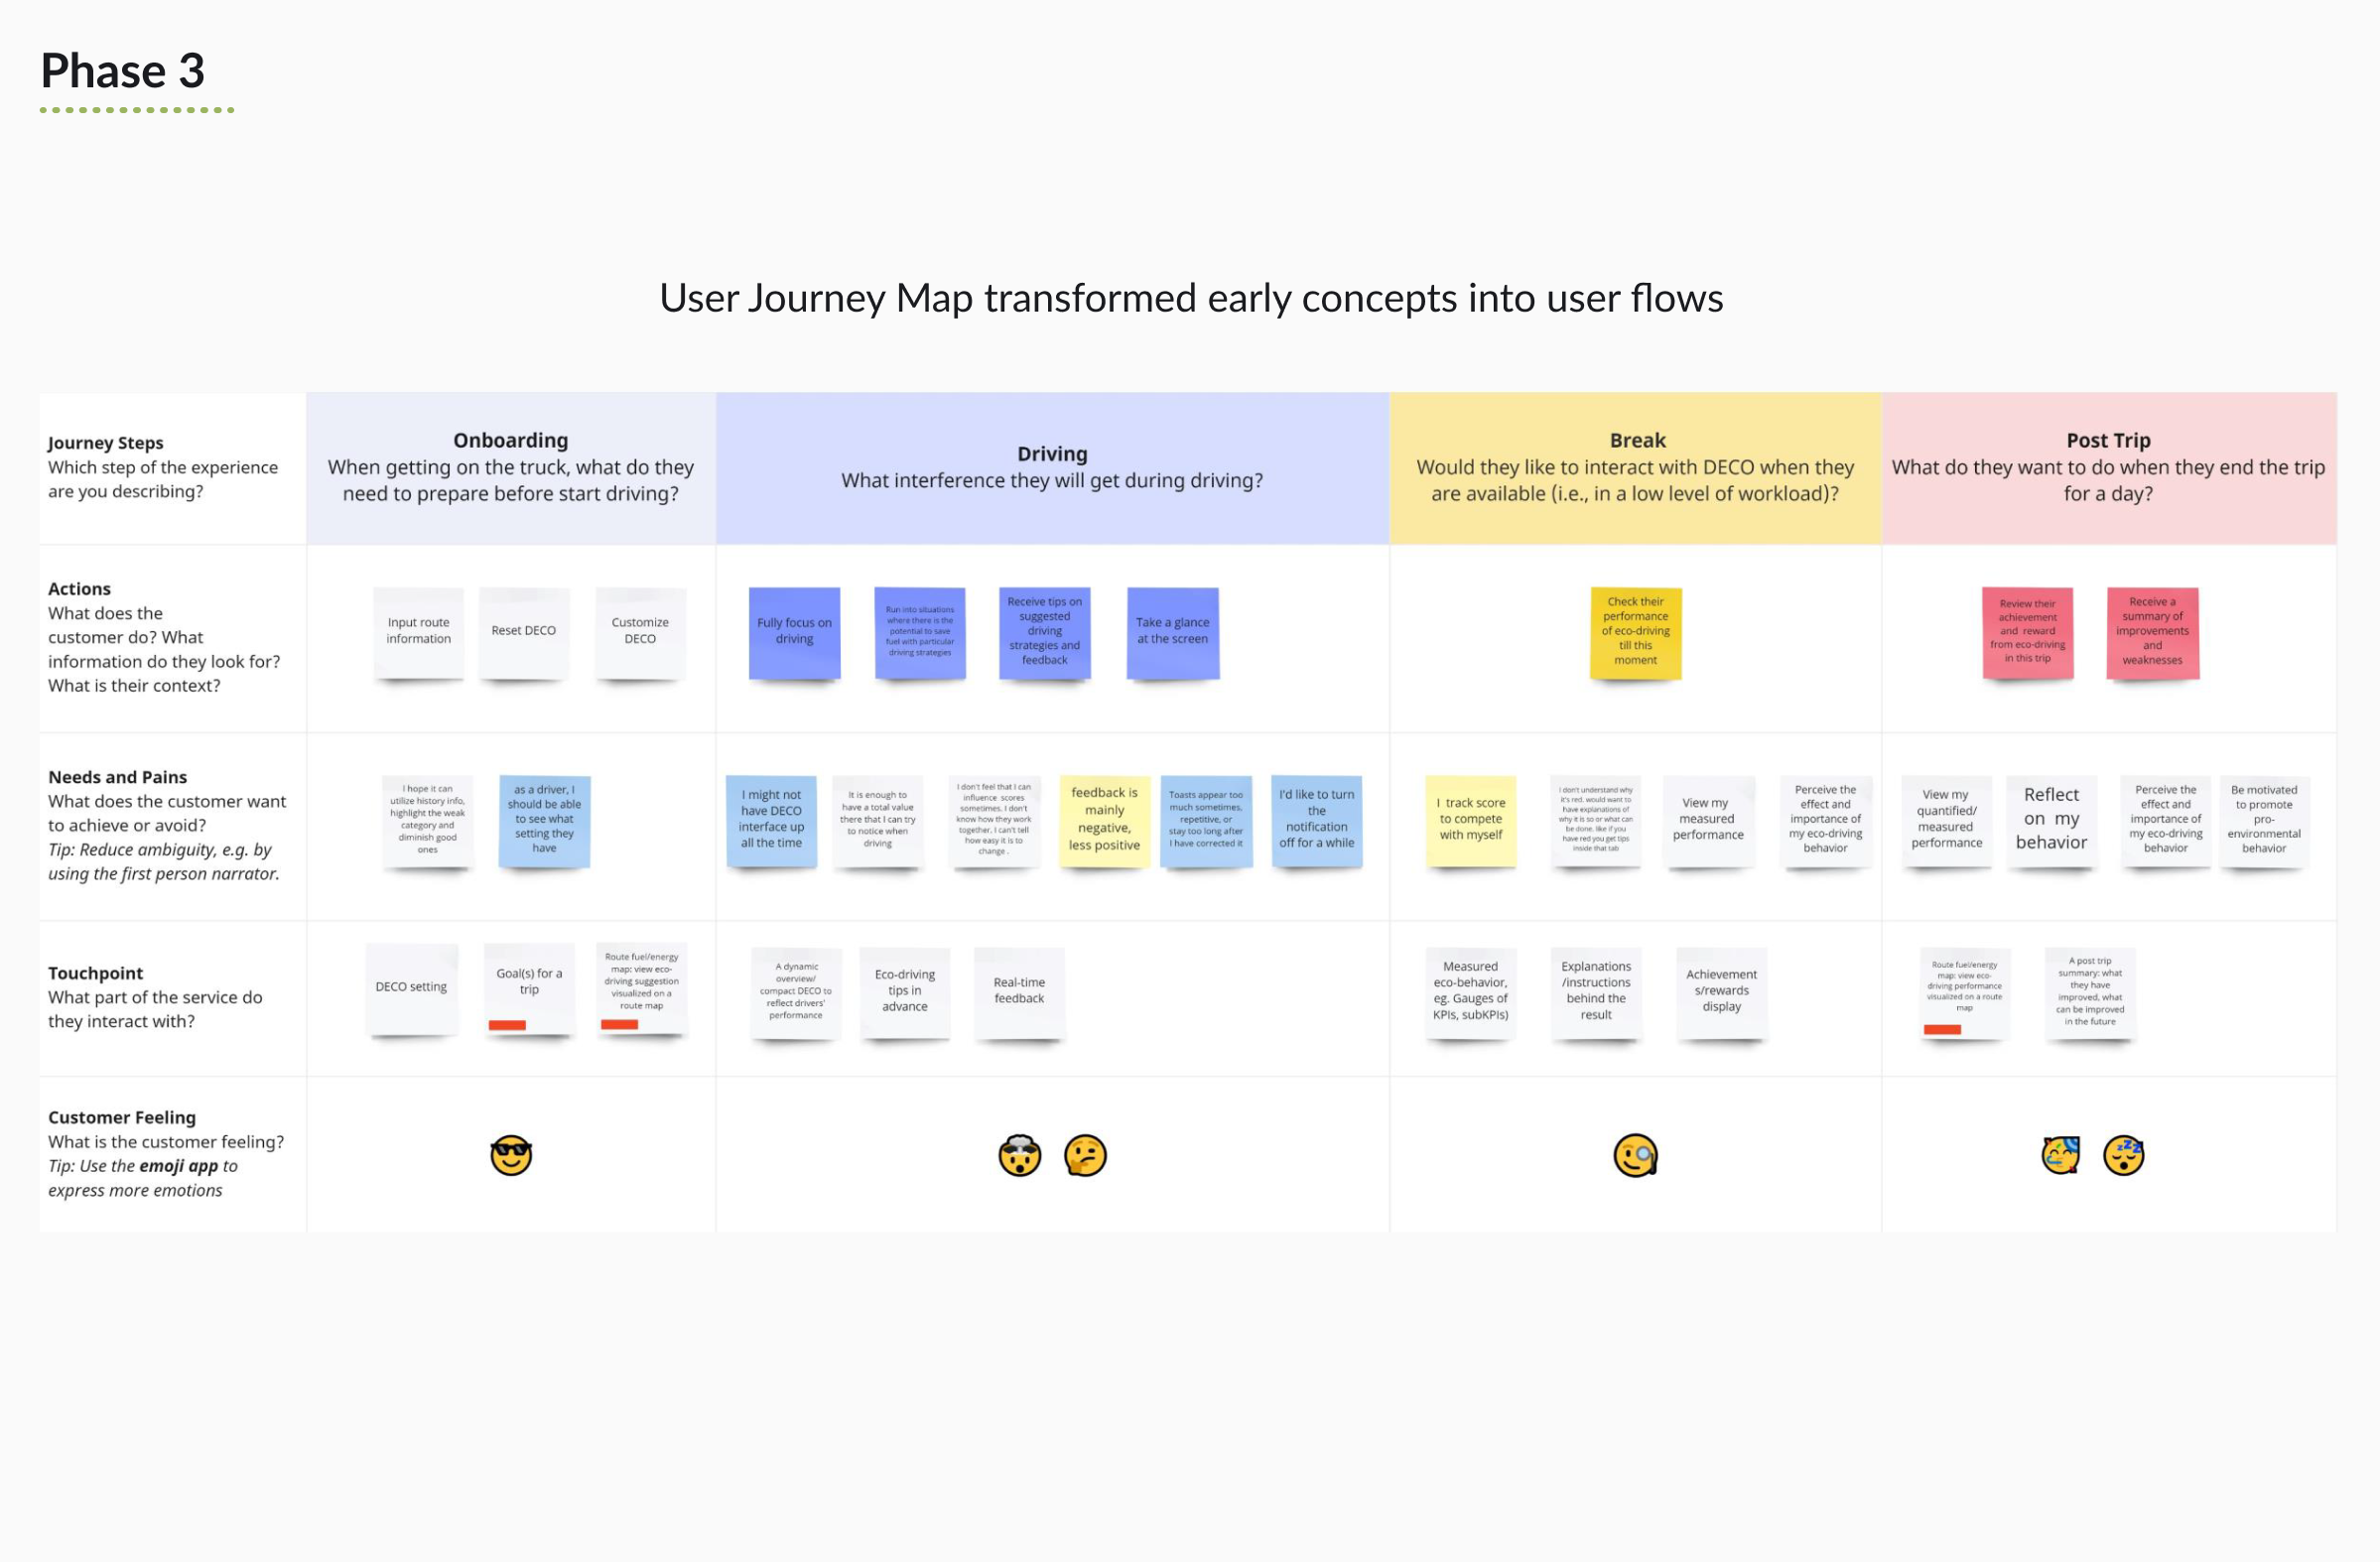 Phase 3
User Journey Map transformed early concepts into user flows
Journey Steps
Which step of the experience
are you describing?
Onboarding
When getting on the truck, what do they
need to prepare before start driving?
Driving
What interference they will get during driving?
Break
Would they like to interact with DECO when they
are available (i.e., in a low level of workload)?
Post Trip
What do they want to do when they end the trip
for a day?
Actions
What does the
customer do? What
information do they look for?
What is their context?
Input route
information
Reset DECO
Customize
DECO
Fully focus on
driving
Run into situations
where there is the
potential to save
fuel with particular
driving strategies
Receive tips on
suggested
driving
strategies and
feedback
Take a glance
at the screen
Check their
performance
of eco-driving
till this
moment
Review their
achievement
and reward
from eco-driving
in this trip
Receive a
summary of
improvements
and
weaknesses
Needs and Pains
What does the customer want
to achieve or avoid?
Tip: Reduce ambiguity, e.g. by
using the first person narrator.
I hope it can
utilize history info,
highlight the weak
category and
diminish good
ones
as a driver, I
should be able
to see what
setting they
have
I might not
have DECO
interface up
all the time
It is enough to
have a total value
there that I can try
to notice when
driving
I don't feel that I can
influence scores
sometimes. I don't
know how they work
together, I can't tell
how easy it is to
change .
feedback is
mainly
negative,
less positive
Toasts appear too
much sometimes,
repetitive, or
stay too long after
I have corrected it
I'd like to turn
the
notification
off for a while
I track score
to compete
with myself
I don't understand why
it's red. would want to
have explanations of
why it is so or what can
be done. like if you
have red you get tips
inside that tab
View my
measured
performance
Perceive the
effect and
importance of
my eco-driving
behavior
View my
quantified/
measured
performance
Reflect
on my
behavior
Perceive the
effect and
importance of
my eco-driving
behavior
Be motivated
to promote
pro-
environmental
behavior
Touchpoint
What part of the service do
they interact with?
DECO setting
Goal(s) for a
trip
Route fuel/energy
map: view eco-
driving suggestion
visualized on a
route map
A dynamic
overview/
compact DECO to
reflect drivers'
performance
Eco-driving
tips in
advance
Real-time
feedback
Measured
eco-behavior,
eg. Gauges of
KPIs, subKPIs)
Explanations
/instructions
behind the
result
Achievement
s/rewards
display
Route fuel/energy
map: view eco-
driving performance
visualized on a route
map
A post trip
summary: what
they have
improved, what
can be improved
in the future
Customer Feeling
What is the customer feeling?
Tip: Use the emoji app to
express more emotions